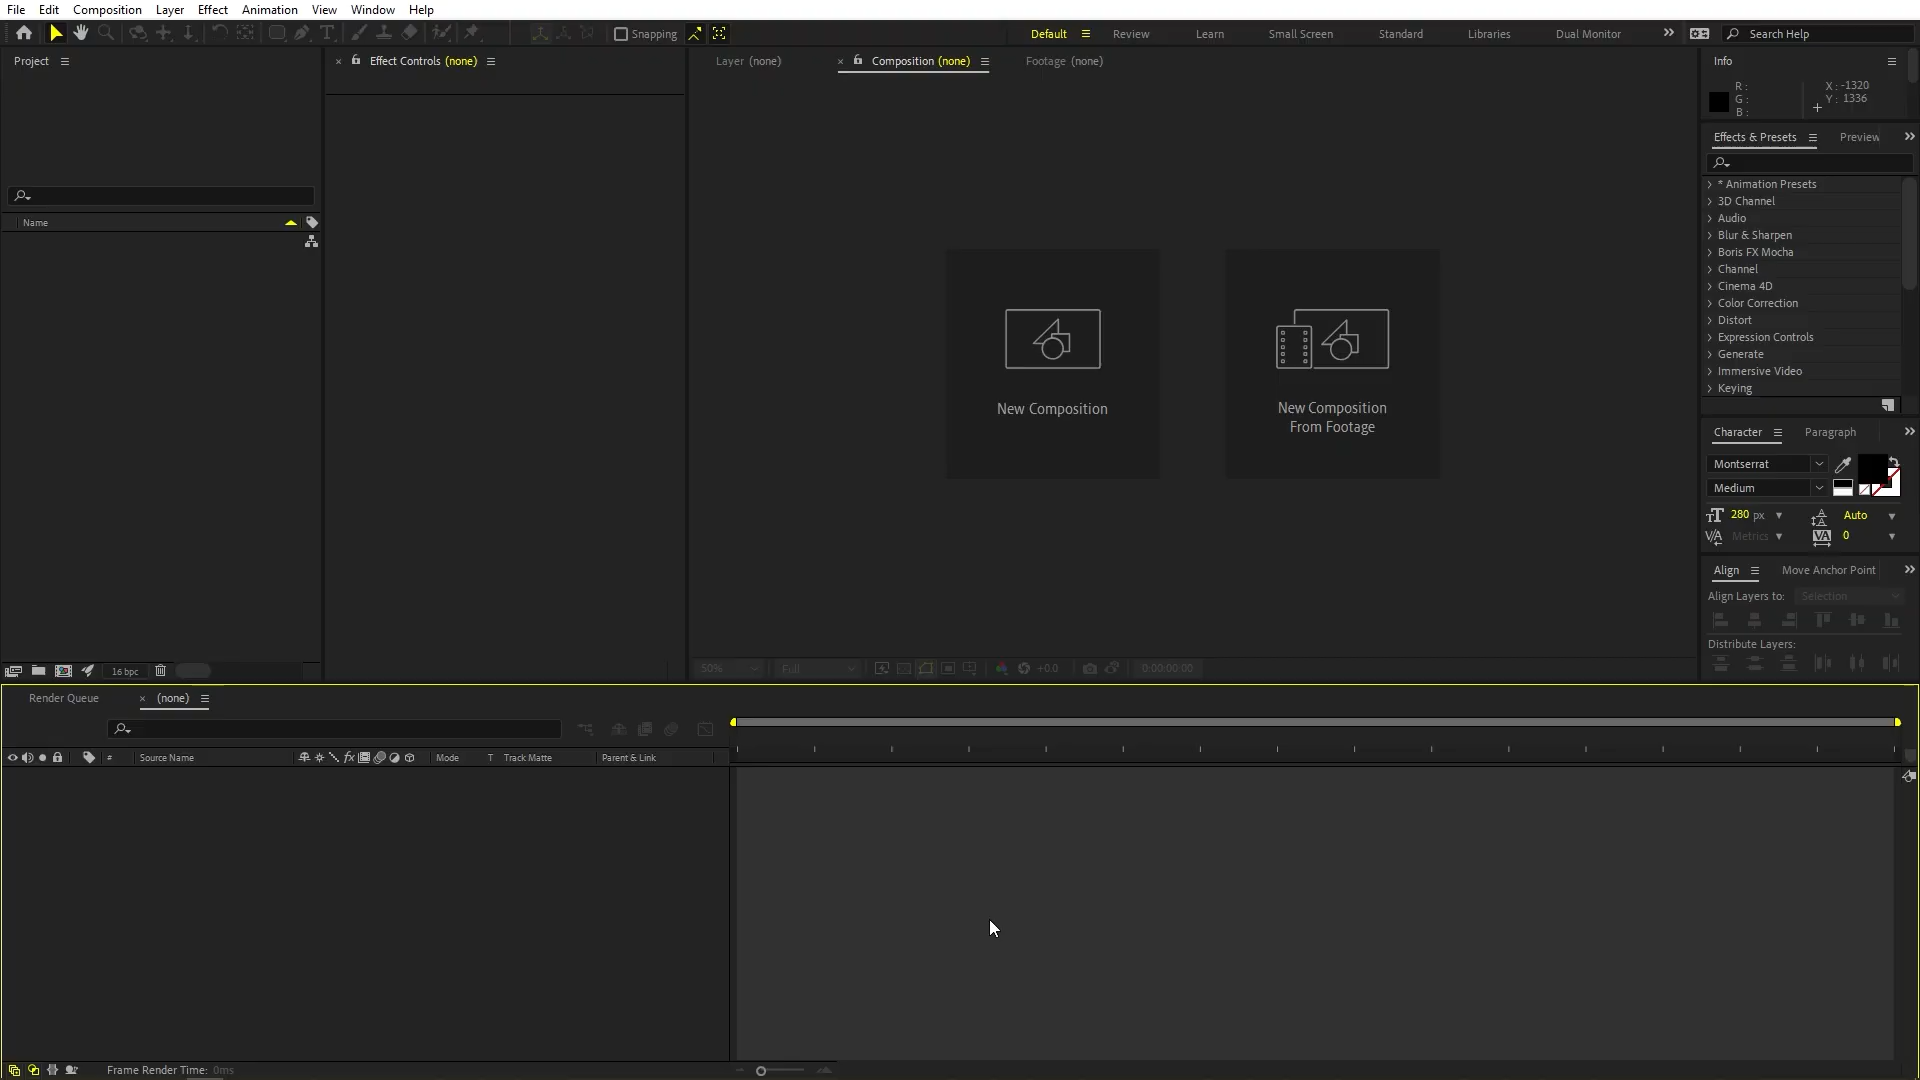 File Edit Composition Layer Effect Animation View Window Help
Snapping Default Review Learn Small Screen Standard Libraries Dual Monitor Search Help
Project Effect Controls (none) Layer (none) Composition (none) Footage (none) Info
R : X : -1320
G : Y : 1336
B :
Effects & Presets Preview
* Animation Presets
3D Channel
Audio
Name
Blur & Sharpen
Boris FX Mocha
Channel
Cinema 4D
Color Correction
Distort
Expression Controls
Generate
Immersive Video
Keying
New Composition
New Composition
From Footage
Character Paragraph
Montserrat
Medium
280 px Auto
Metrics 0
Align Move Anchor Point
Align Layers to: Selection
Distribute Layers:
16 bpc 50% Full +0.0 0:00:00:00
Render Queue (none)
# Source Name fx Mode T Track Matte Parent & Link
Frame Render Time: 0ms